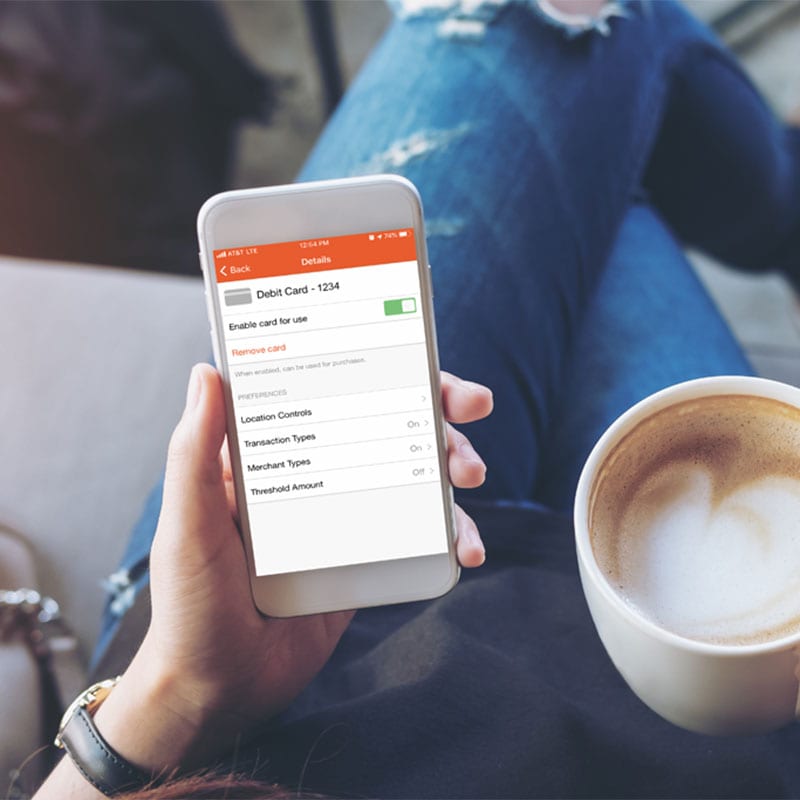 AT&T LTE 12:54 PM 74%
Back Details
Debit Card - 1234
Enable card for use
Remove card
When enabled, can be used for purchases.
PREFERENCES
Location Controls
Transaction Types On
Merchant Types On
Threshold Amount Off